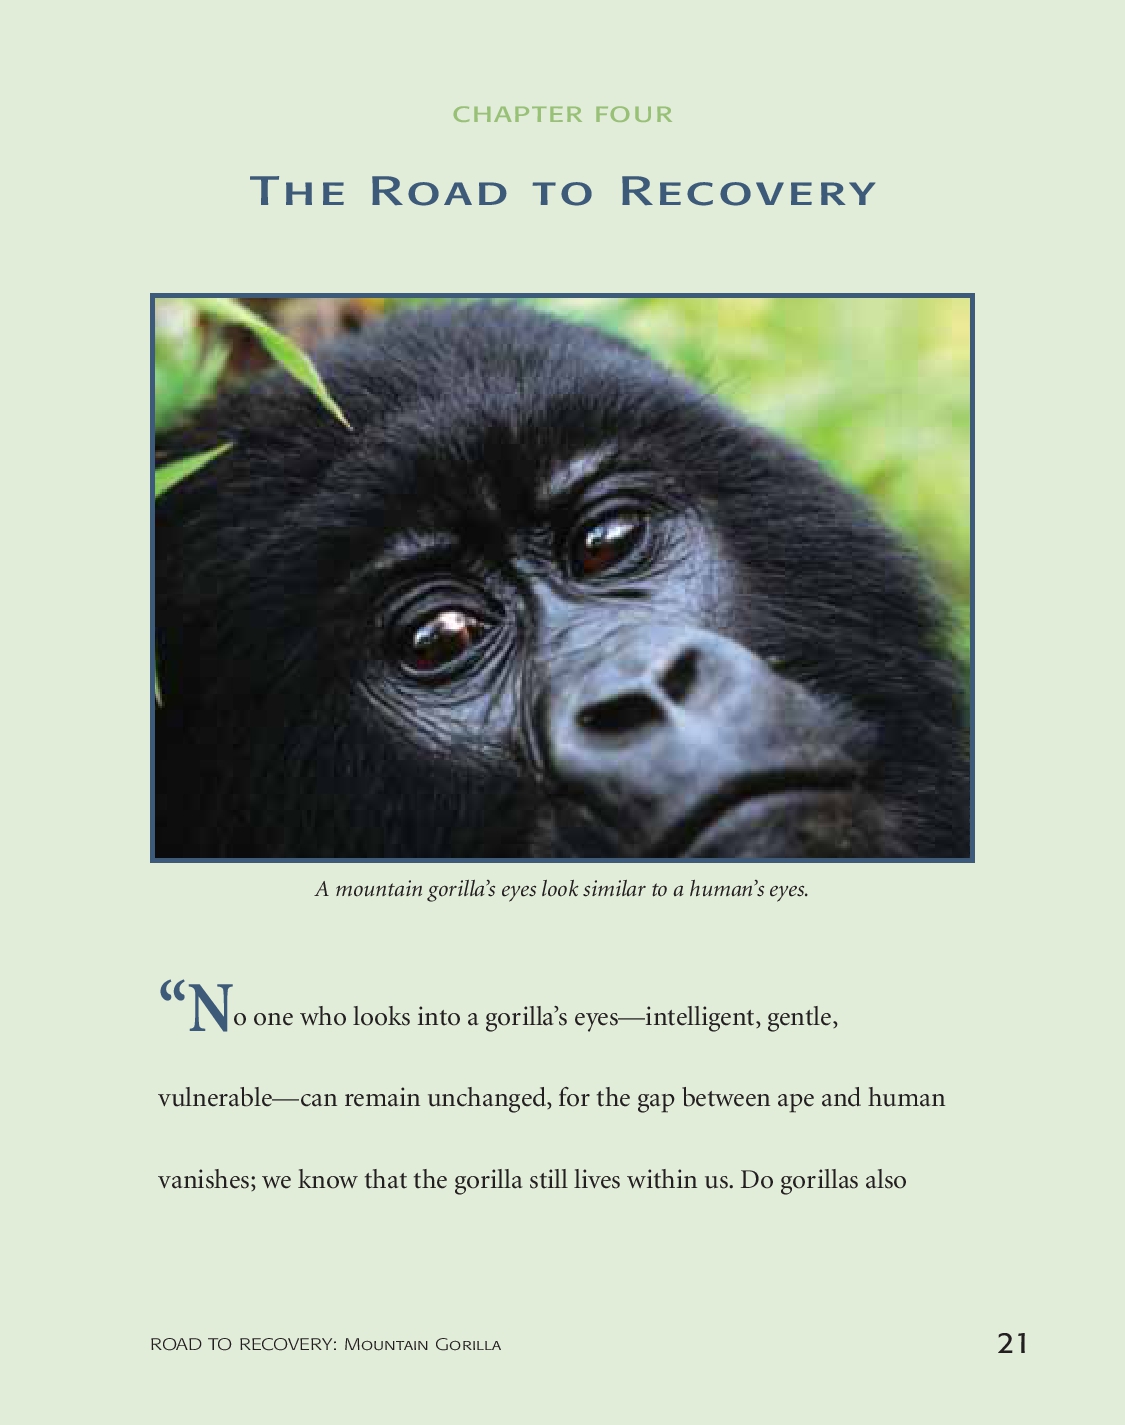 CHAPTER FOUR
THE ROAD TO RECOVERY
A mountain gorilla’s eyes look similar to a human’s eyes.
“No one who looks into a gorilla’s eyes—intelligent, gentle,
vulnerable—can remain unchanged, for the gap between ape and human
vanishes; we know that the gorilla still lives within us. Do gorillas also
ROAD TO RECOVERY: MOUNTAIN GORILLA
21